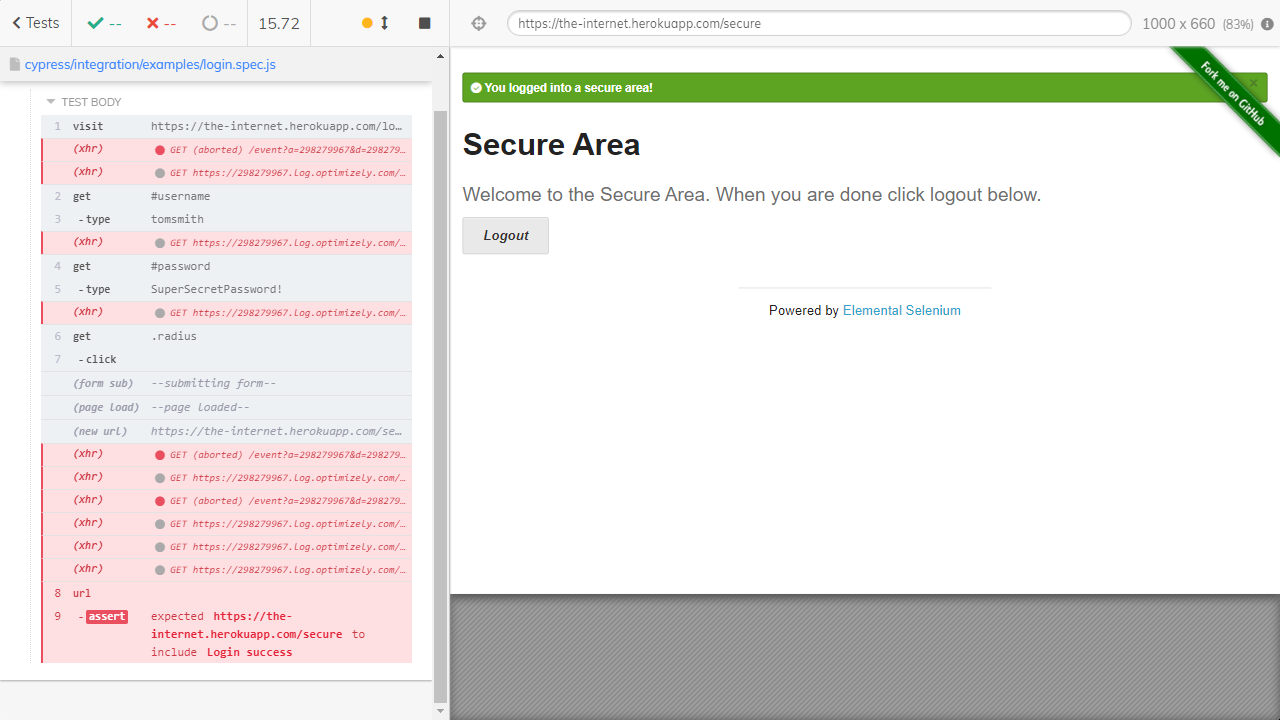 Tests
--
--
--
15.72
https://the-internet.herokuapp.com/secure
1000 x 660 (83%)
cypress/integration/examples/login.spec.js
TEST BODY
1 visit https://the-internet.herokuapp.com/lo…
(xhr) GET (aborted) /event?a=298279967&d=298279…
(xhr) GET https://298279967.log.optimizely.com/…
2 get #username
3 -type tomsmith
(xhr) GET https://298279967.log.optimizely.com/…
4 get #password
5 -type SuperSecretPassword!
(xhr) GET https://298279967.log.optimizely.com/…
6 get .radius
7 -click
(form sub) --submitting form--
(page load) --page loaded--
(new url) https://the-internet.herokuapp.com/se…
(xhr) GET (aborted) /event?a=298279967&d=298279…
(xhr) GET https://298279967.log.optimizely.com/…
(xhr) GET (aborted) /event?a=298279967&d=298279…
(xhr) GET https://298279967.log.optimizely.com/…
(xhr) GET https://298279967.log.optimizely.com/…
(xhr) GET https://298279967.log.optimizely.com/…
8 url
9 -assert expected https://the-
internet.herokuapp.com/secure to
include Login success
You logged into a secure area!
×
Fork me on GitHub
Secure Area
Welcome to the Secure Area. When you are done click logout below.
Logout
Powered by Elemental Selenium